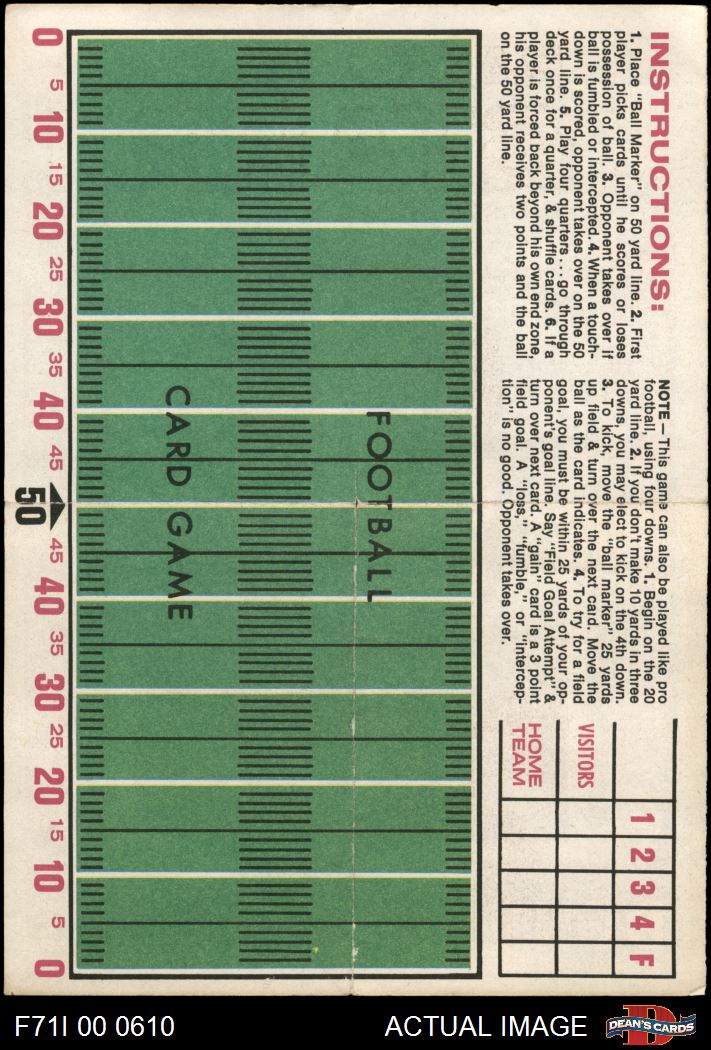 INSTRUCTIONS:
1. Place "Ball Marker" on 50 yard line. 2. First
player picks cards until he scores or loses
possession of ball. 3. Opponent takes over if
ball is fumbled or intercepted. 4. When a touch-
down is scored, opponent takes over on the 50
yard line. 5. Play four quarters...go through
deck once for a quarter, & shuffle cards. 6. If a
player is forced back beyond his own end zone,
his opponent receives two points and the ball
on the 50 yard line.
NOTE—This game can also be played like pro
football, using four downs. 1. Begin on the 20
yard line. 2. If you don't make 10 yards in three
downs, you may elect to kick on the 4th down.
3. To kick, move the "ball marker" 25 yards
up field & turn over the next card. Move the
ball as the card indicates. 4. To try for a field
goal, you must be within 25 yards of your op-
ponent's goal line. Say "Field Goal Attempt" &
turn over next card. A "gain" card is a 3 point
field goal. A "loss," "fumble," or "intercep-
tion" is no good. Opponent takes over.
1 2 3 4 F
VISITORS
HOME
TEAM
FOOTBALL
CARD GAME
0 5 10 15 20 25 30 35 40 45 50 45 40 35 30 25 20 15 10 5 0
F71I 00 0610
ACTUAL IMAGE
D
DEAN'S CARDS